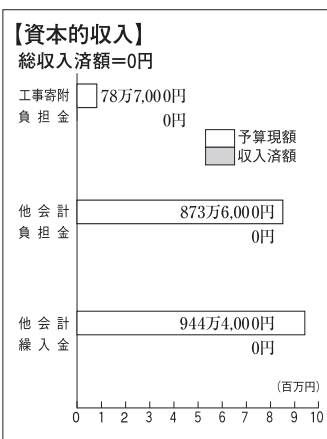 【資本的収入】
総収入済額=0円
工事寄附 78万7,000円
負担金 0円
予算現額
収入済額
他会計 873万6,000円
負担金 0円
他会計 944万4,000円
繰入金 0円
(百万円)
0 1 2 3 4 5 6 7 8 9 10